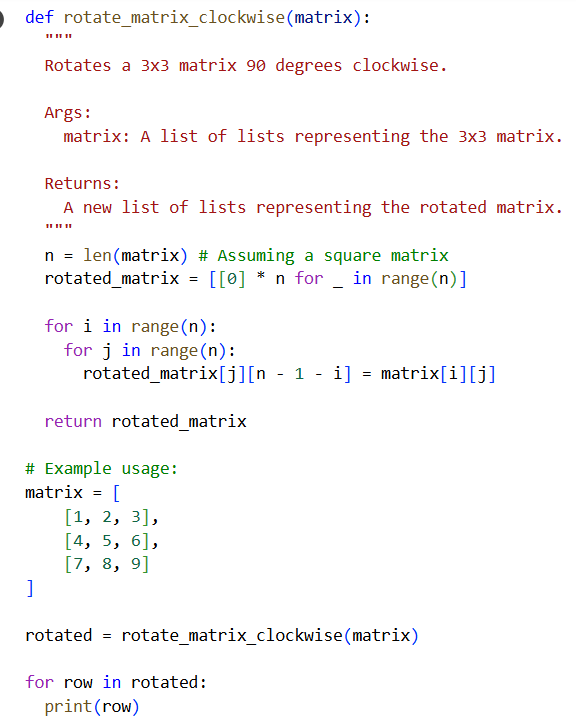 def rotate_matrix_clockwise(matrix):
  """
  Rotates a 3x3 matrix 90 degrees clockwise.

  Args:
    matrix: A list of lists representing the 3x3 matrix.

  Returns:
    A new list of lists representing the rotated matrix.
  """
  n = len(matrix) # Assuming a square matrix
  rotated_matrix = [[0] * n for _ in range(n)]

  for i in range(n):
    for j in range(n):
      rotated_matrix[j][n - 1 - i] = matrix[i][j]

  return rotated_matrix

# Example usage:
matrix = [
    [1, 2, 3],
    [4, 5, 6],
    [7, 8, 9]
]

rotated = rotate_matrix_clockwise(matrix)

for row in rotated:
  print(row)